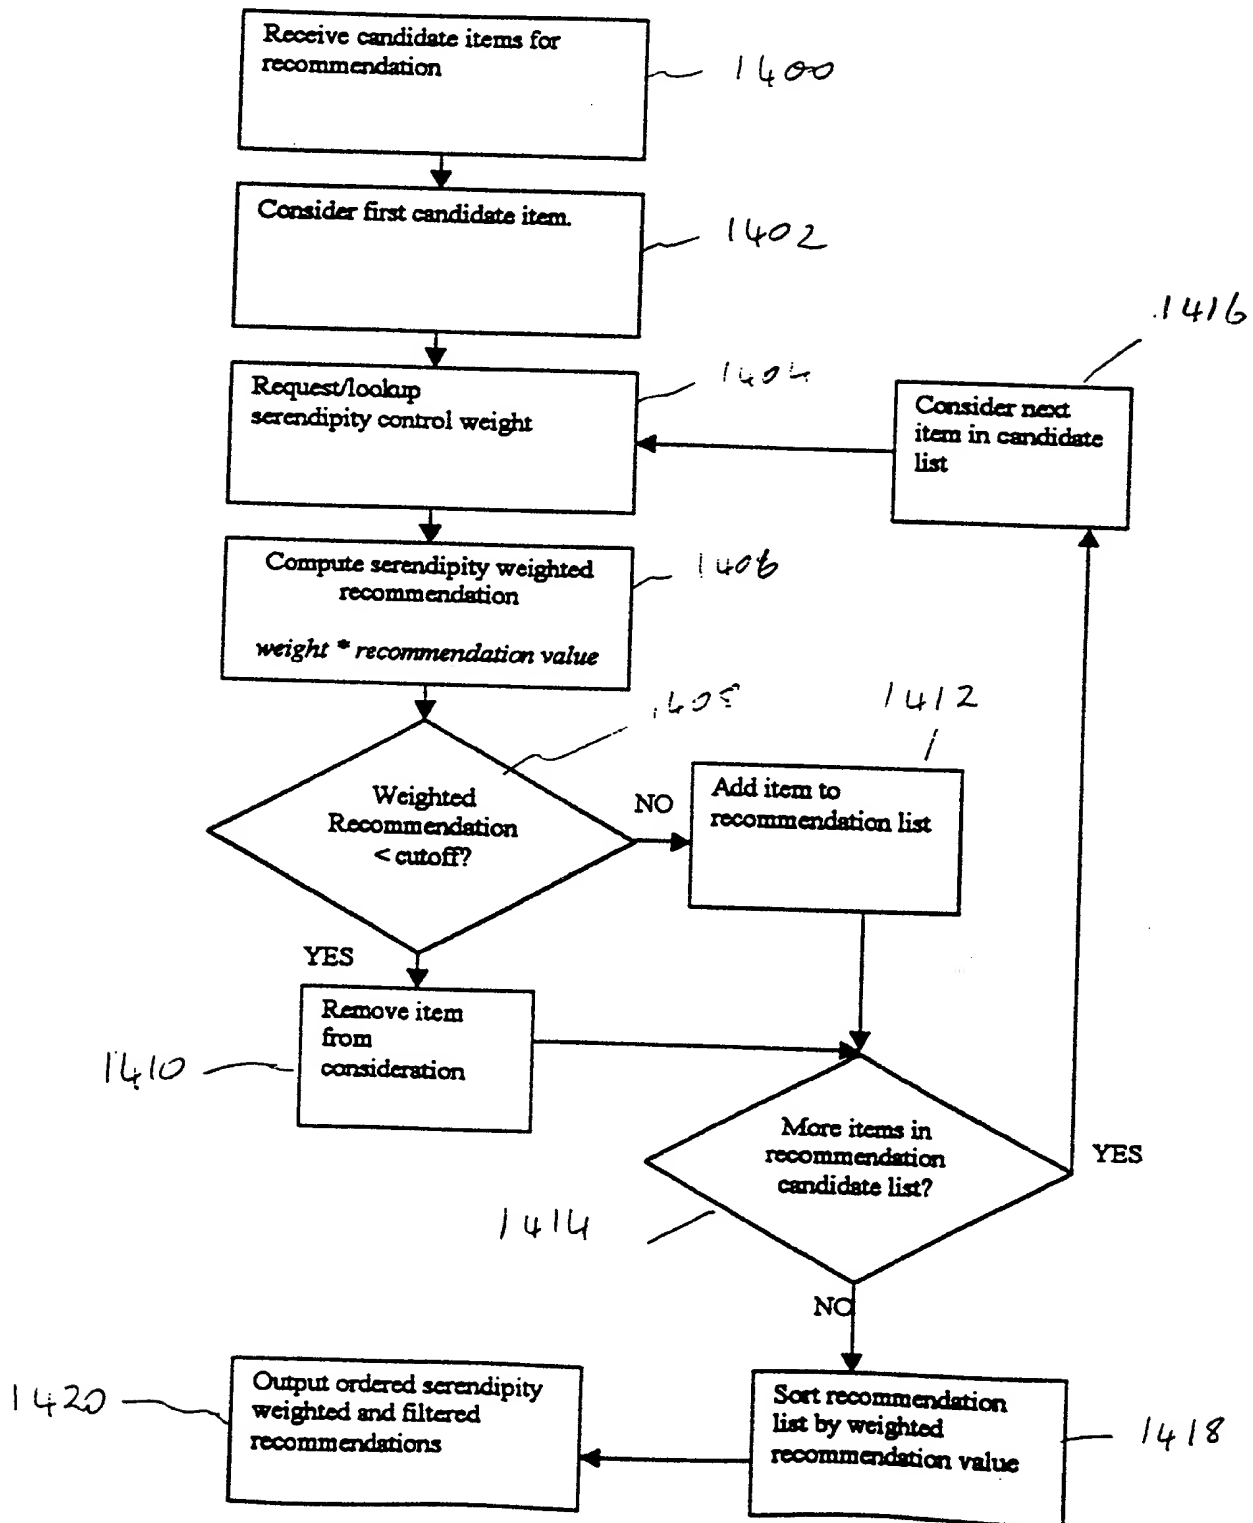 Receive candidate items for
recommendation
1400
Consider first candidate item.
1402
1416
Request/lookup
serendipity control weight
1404
Consider next
item in candidate
list
Compute serendipity weighted
recommendation
weight * recommendation value
1406
1412
Weighted
Recommendation
< cutoff?
NO
Add item to
recommendation list
YES
Remove item
from
consideration
1410
More items in
recommendation
candidate list?
YES
1414
NO
Output ordered serendipity
weighted and filtered
recommendations
1420
Sort recommendation
list by weighted
recommendation value
1418